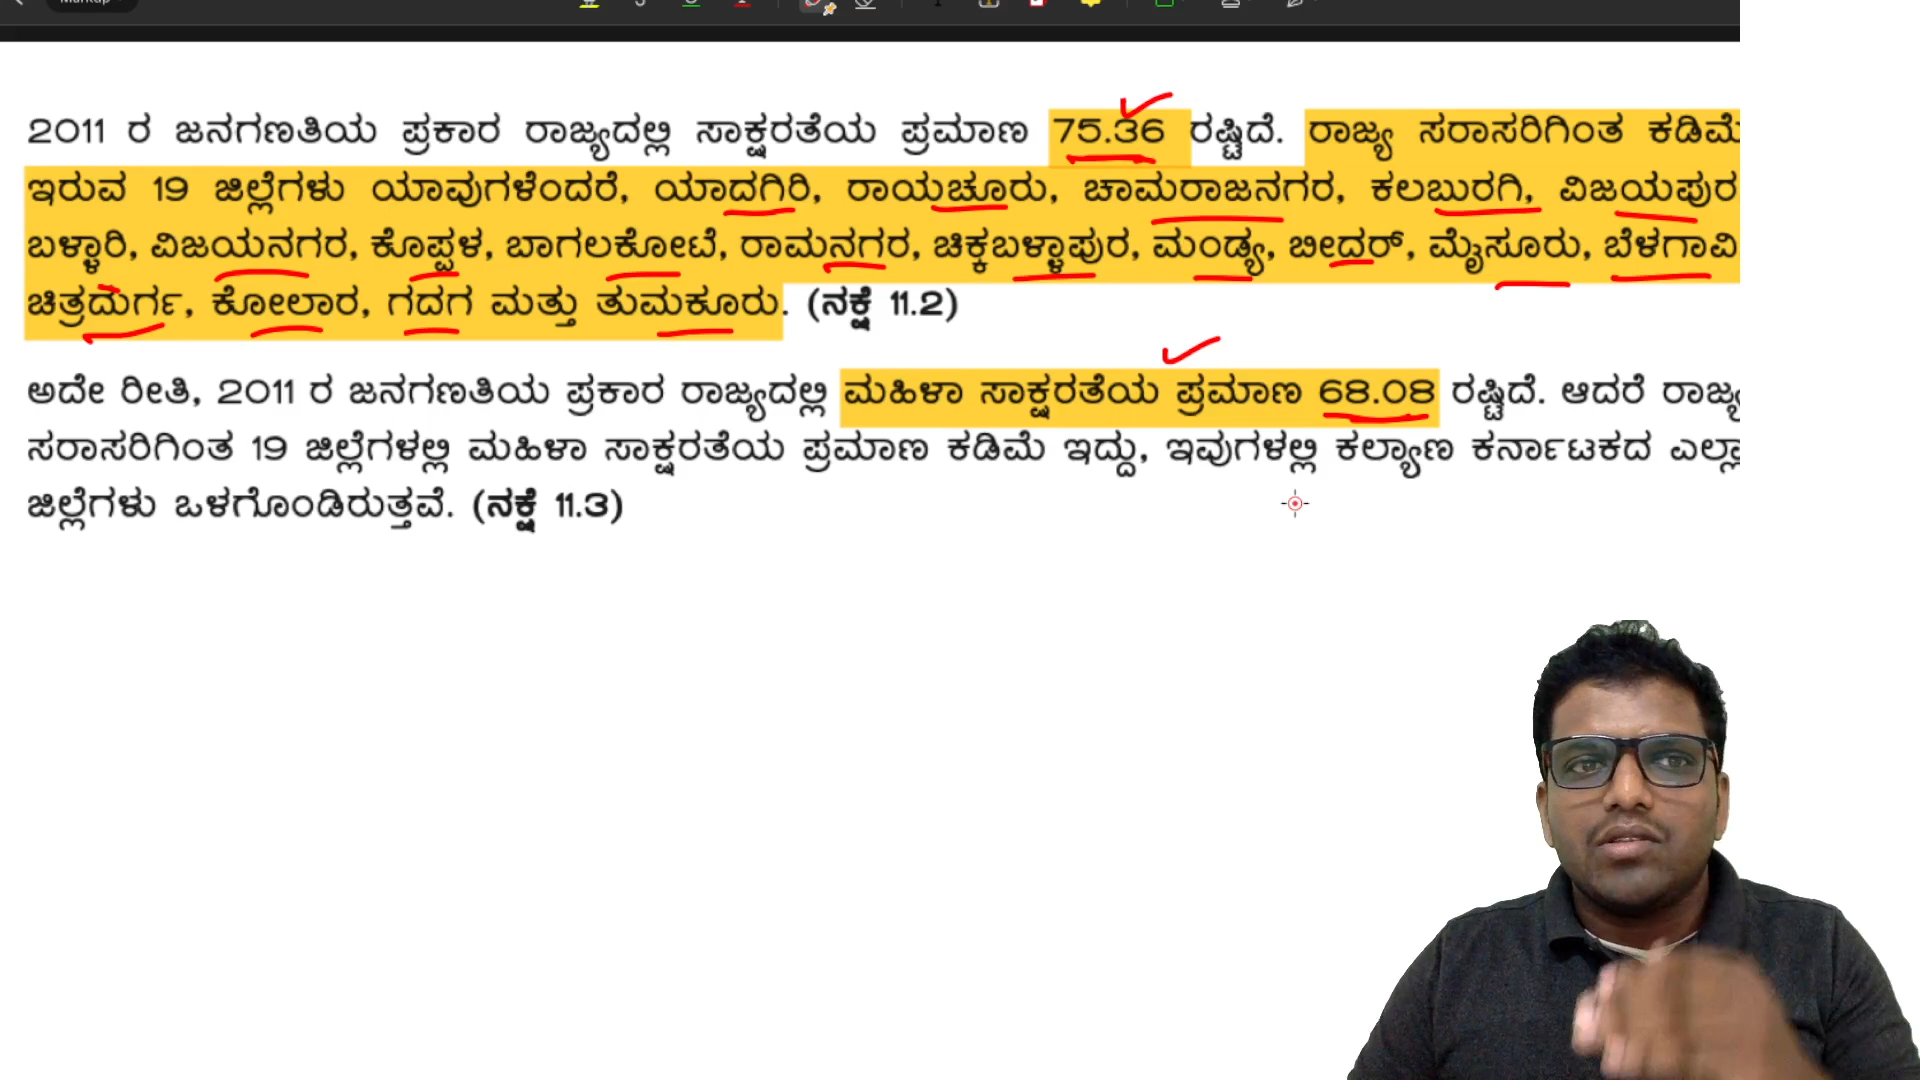 2011 ರ ಜನಗಣತಿಯ ಪ್ರಕಾರ ರಾಜ್ಯದಲ್ಲಿ ಸಾಕ್ಷರತೆಯ ಪ್ರಮಾಣ 75.36 ರಷ್ಟಿದೆ. ರಾಜ್ಯ ಸರಾಸರಿಗಿಂತ ಕಡಿಮೆ
ಇರುವ 19 ಜಿಲ್ಲೆಗಳು ಯಾವುಗಳೆಂದರೆ, ಯಾದಗಿರಿ, ರಾಯಚೂರು, ಚಾಮರಾಜನಗರ, ಕಲಬುರಗಿ, ವಿಜಯಪುರ
ಬಳ್ಳಾರಿ, ವಿಜಯನಗರ, ಕೊಪ್ಪಳ, ಬಾಗಲಕೋಟೆ, ರಾಮನಗರ, ಚಿಕ್ಕಬಳ್ಳಾಪುರ, ಮಂಡ್ಯ, ಬೀದರ್, ಮೈಸೂರು, ಬೆಳಗಾವಿ
ಚಿತ್ರದುರ್ಗ, ಕೋಲಾರ, ಗದಗ ಮತ್ತು ತುಮಕೂರು. (ನಕ್ಷೆ 11.2)
ಅದೇ ರೀತಿ, 2011 ರ ಜನಗಣತಿಯ ಪ್ರಕಾರ ರಾಜ್ಯದಲ್ಲಿ ಮಹಿಳಾ ಸಾಕ್ಷರತೆಯ ಪ್ರಮಾಣ 68.08 ರಷ್ಟಿದೆ. ಆದರೆ ರಾಜ್ಯ
ಸರಾಸರಿಗಿಂತ 19 ಜಿಲ್ಲೆಗಳಲ್ಲಿ ಮಹಿಳಾ ಸಾಕ್ಷರತೆಯ ಪ್ರಮಾಣ ಕಡಿಮೆ ಇದ್ದು, ಇವುಗಳಲ್ಲಿ ಕಲ್ಯಾಣ ಕರ್ನಾಟಕದ ಎಲ್ಲಾ
ಜಿಲ್ಲೆಗಳು ಒಳಗೊಂಡಿರುತ್ತವೆ. (ನಕ್ಷೆ 11.3)